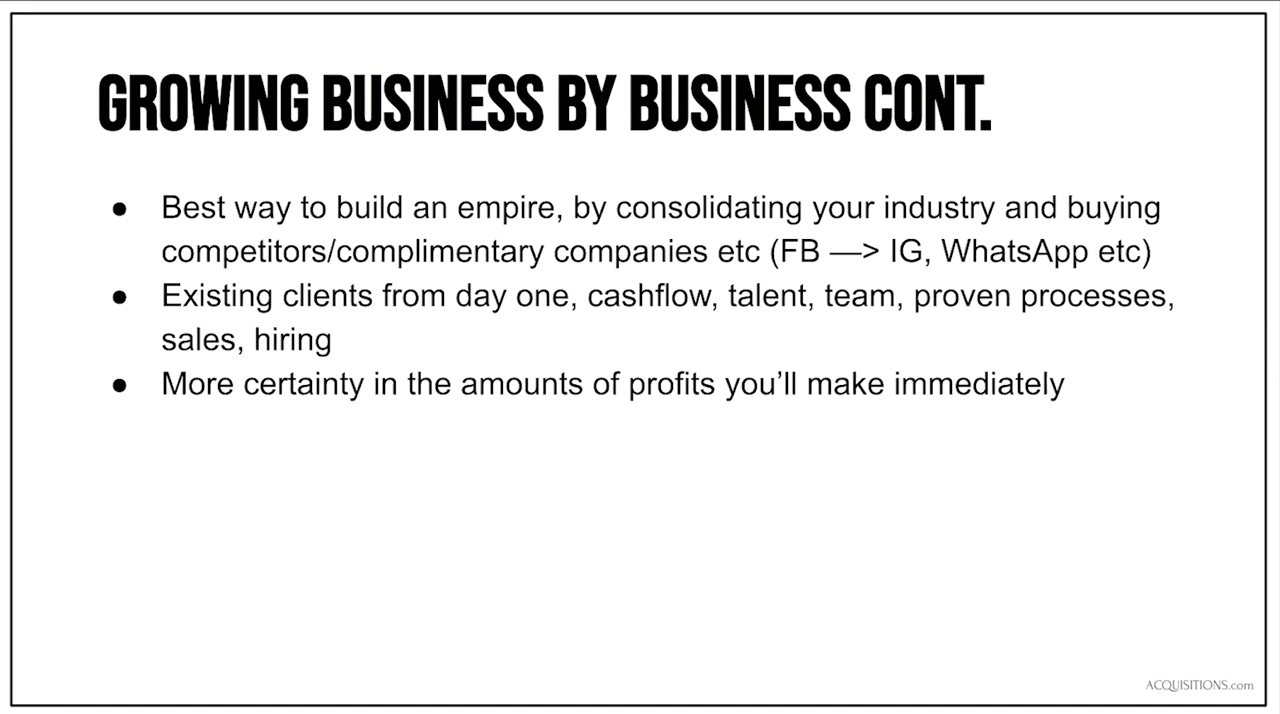 GROWING BUSINESS BY BUSINESS CONT.
● Best way to build an empire, by consolidating your industry and buying
competitors/complimentary companies etc (FB —> IG, WhatsApp etc)
● Existing clients from day one, cashflow, talent, team, proven processes,
sales, hiring
● More certainty in the amounts of profits you’ll make immediately
ACQUISITIONS.com